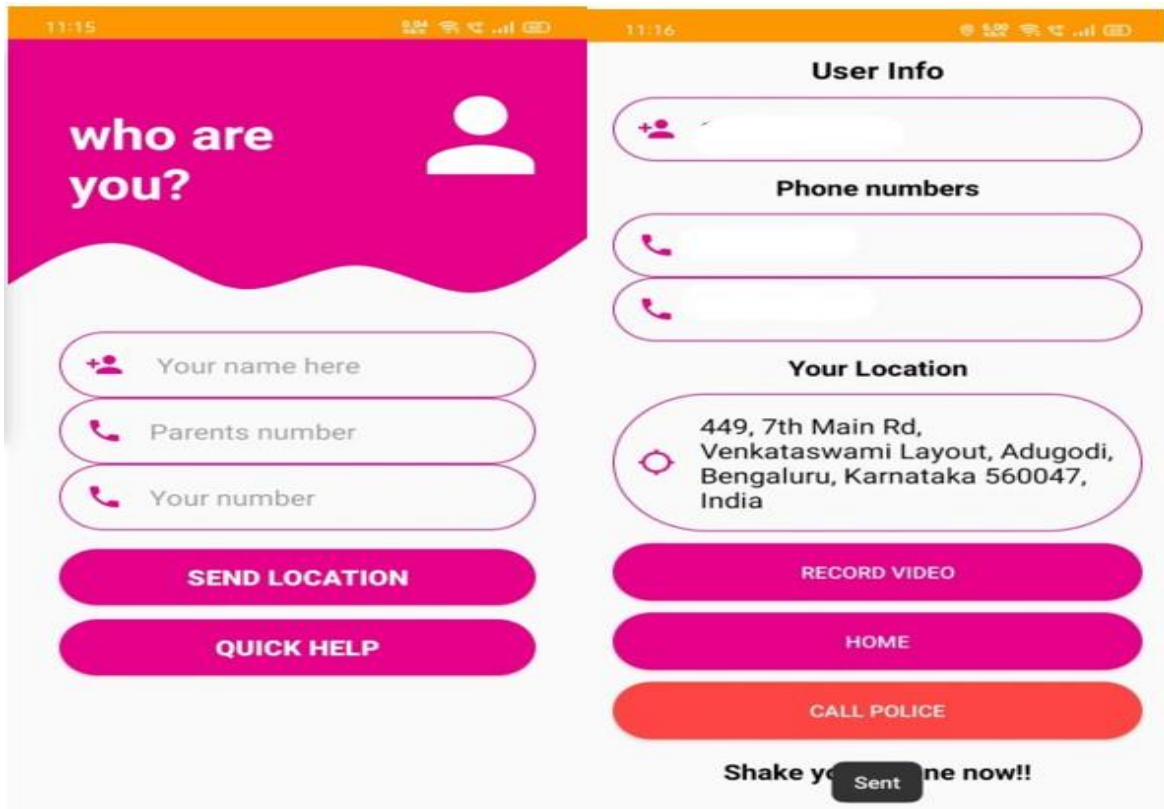 11:15
who are
you?
Your name here
Parents number
Your number
SEND LOCATION
QUICK HELP
11:16
User Info
Phone numbers
Your Location
449, 7th Main Rd,
Venkataswami Layout, Adugodi,
Bengaluru, Karnataka 560047,
India
RECORD VIDEO
HOME
CALL POLICE
Shake now!!
Sent